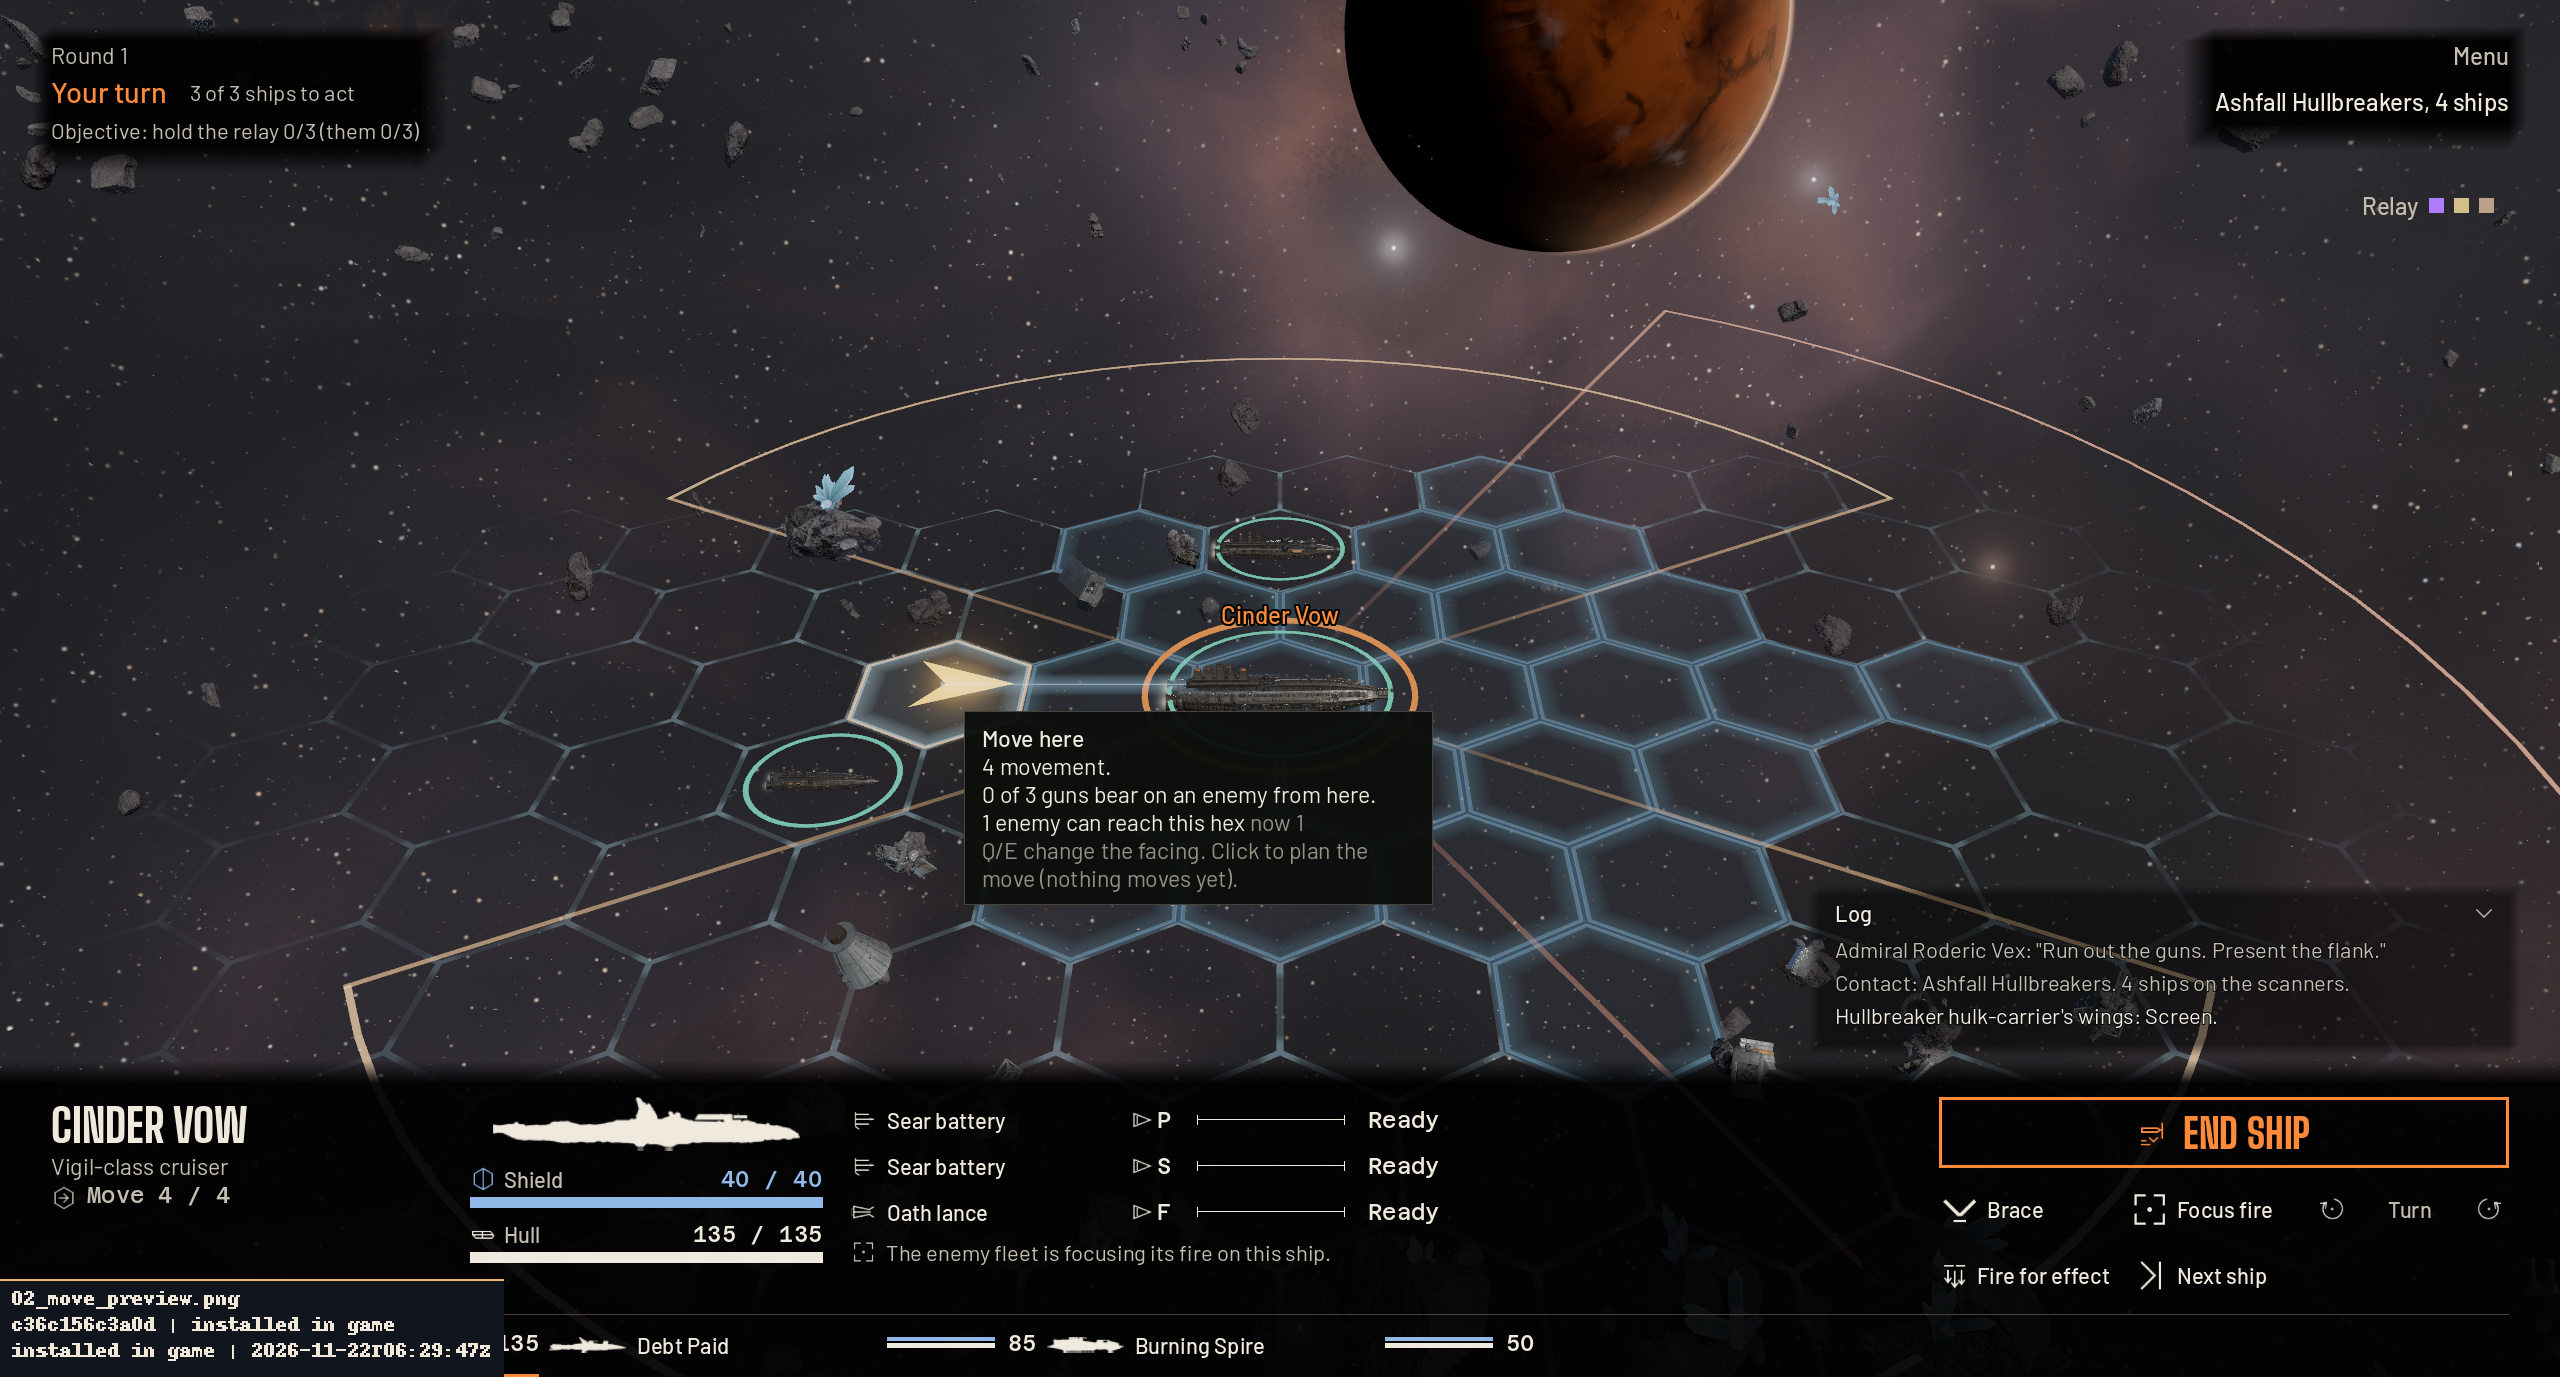 Round 1
Your turn 3 of 3 ships to act
Objective: hold the relay 0/3 (them 0/3)
Menu
Ashfall Hullbreakers, 4 ships
Relay
Cinder Vow
Move here
4 movement.
0 of 3 guns bear on an enemy from here.
1 enemy can reach this hex now 1
Q/E change the facing. Click to plan the
move (nothing moves yet).
Log
Admiral Roderic Vex: "Run out the guns. Present the flank."
Contact: Ashfall Hullbreakers. 4 ships on the scanners.
Hullbreaker hulk-carrier's wings: Screen.
CINDER VOW
Vigil-class cruiser
Move 4 / 4
Shield 40 / 40
Hull 135 / 135
Sear battery P Ready
Sear battery S Ready
Oath lance F Ready
The enemy fleet is focusing its fire on this ship.
END SHIP
Brace Focus fire Turn
Fire for effect Next ship
02_move_preview.png
c36c156c3a0d | installed in game
installed in game | 2026-11-22T06:29:47Z
135 Debt Paid 85 Burning Spire 50